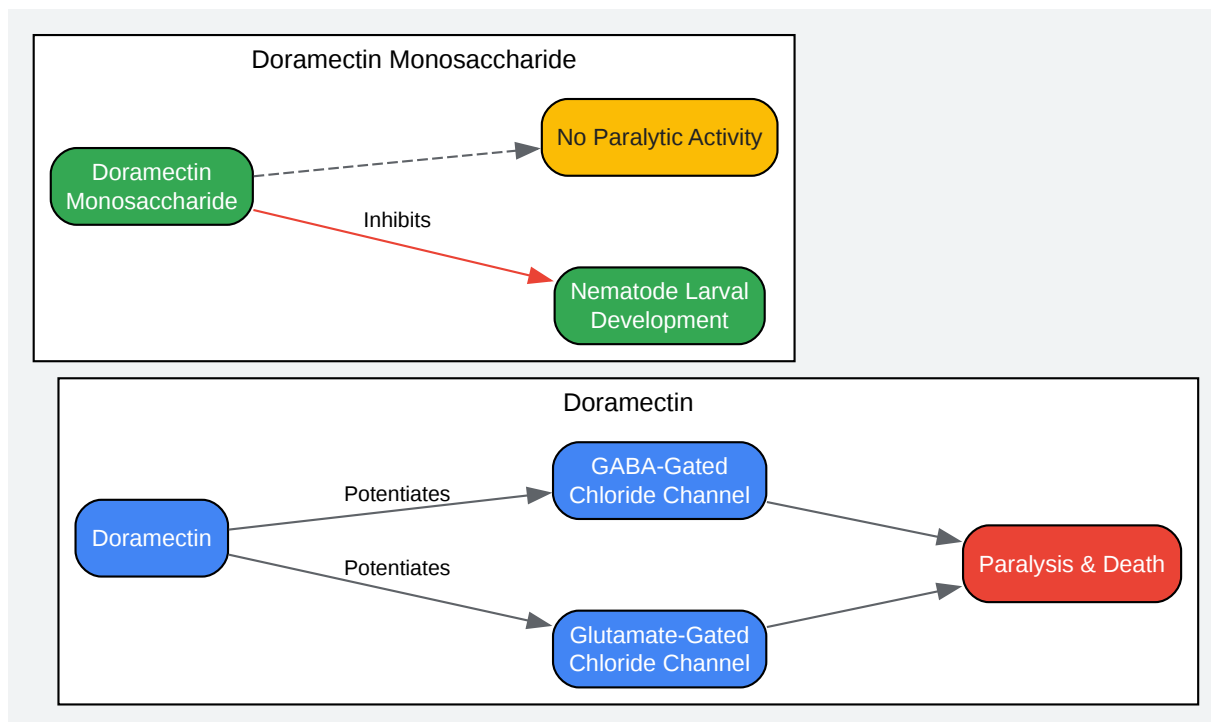 Doramectin Monosaccharide
Doramectin
Monosaccharide
No Paralytic Activity
Inhibits
Nematode Larval
Development
Doramectin
Doramectin
Potentiates
Potentiates
GABA-Gated
Chloride Channel
Glutamate-Gated
Chloride Channel
Paralysis & Death